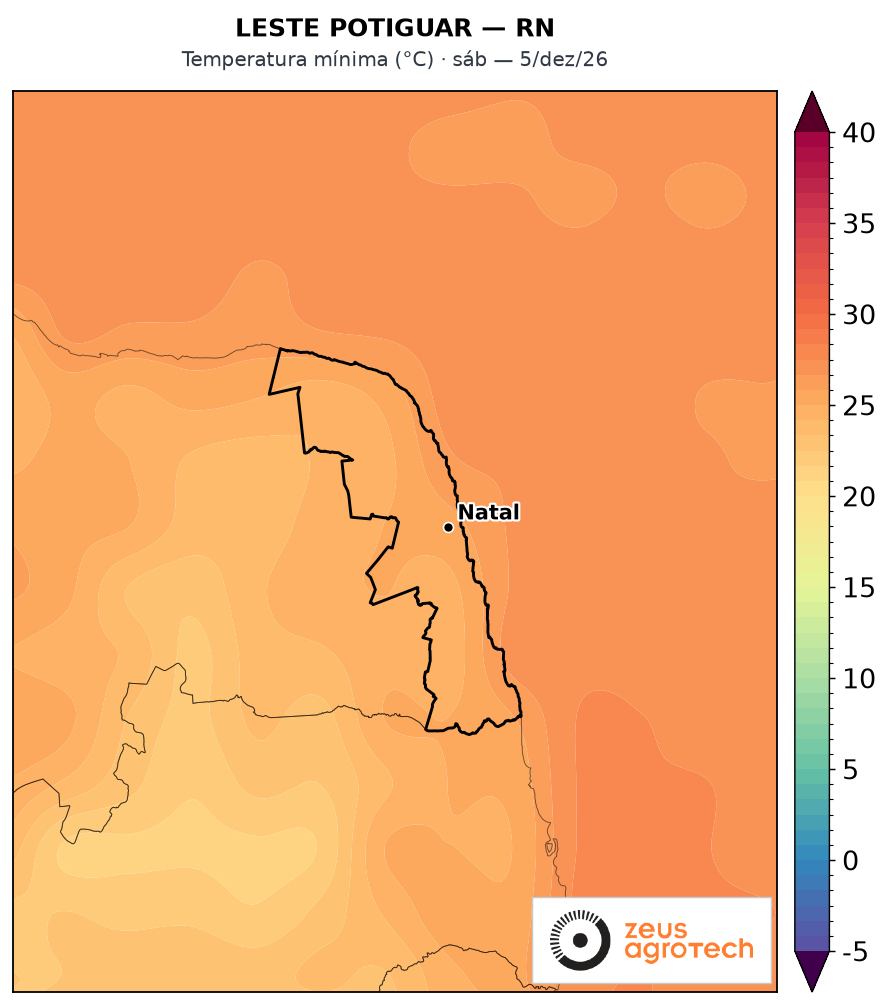 LESTE POTIGUAR — RN
Temperatura mínima (°C) · sáb — 5/dez/26
40
35
30
25
20
15
10
5
0
-5
Natal
zeus
agrotech